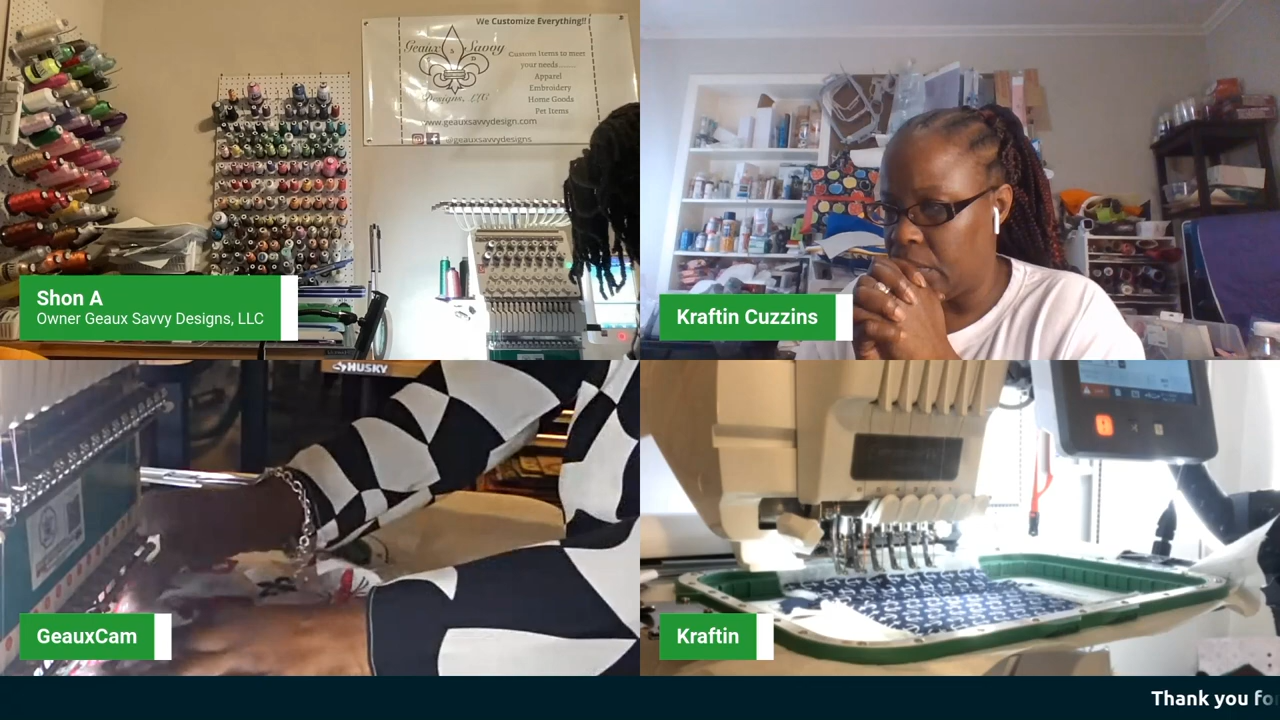 We Customize Everything!!
Geaux Savvy
S
Designs, LLC
Custom Items to meet
your needs........
Apparel
Embroidery
Home Goods
Pet Items
www.geauxsavvydesign.com
@geauxsavvydesigns
Shon A
Owner Geaux Savvy Designs, LLC
Kraftin Cuzzins
HUSKY
GeauxCam
Kraftin
Thank you fo